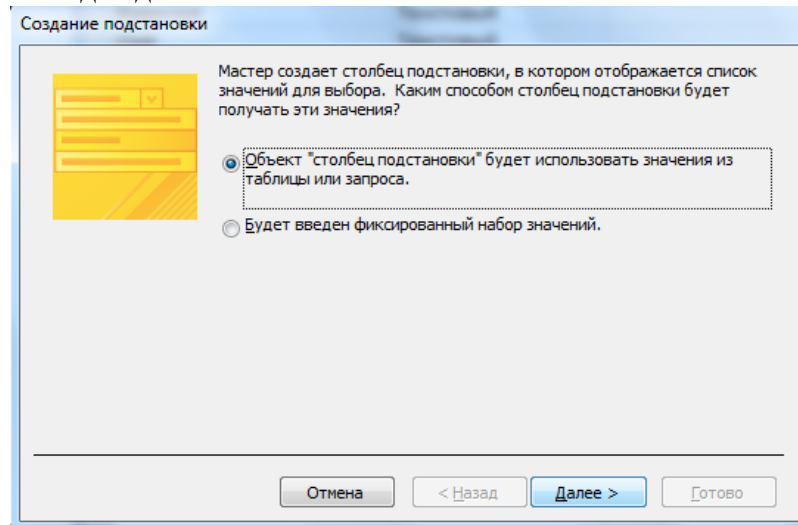 Создание подстановки
Мастер создает столбец подстановки, в котором отображается список
значений для выбора. Каким способом столбец подстановки будет
получать эти значения?
Объект "столбец подстановки" будет использовать значения из
таблицы или запроса.
Будет введен фиксированный набор значений.
Отмена
< Назад
Далее >
Готово